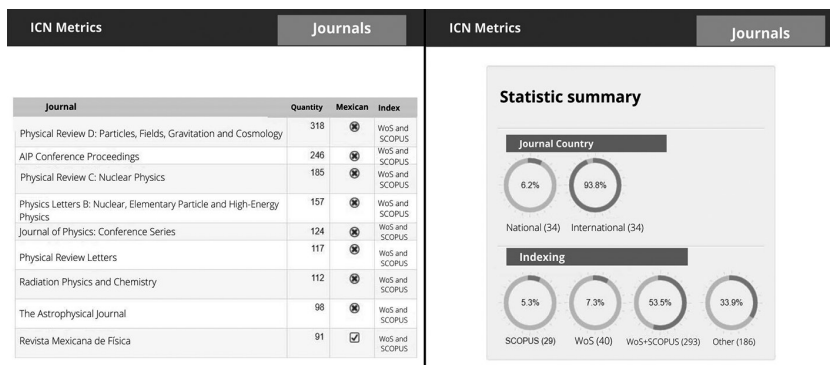 ICN Metrics
Journals
Journal Quantity Mexican Index
Physical Review D: Particles, Fields, Gravitation and Cosmology 318 WoS and
SCOPUS
AIP Conference Proceedings 246 WoS and
SCOPUS
Physical Review C: Nuclear Physics 185 WoS and
SCOPUS
Physics Letters B: Nuclear, Elementary Particle and High-Energy 157 WoS and
Physics SCOPUS
Journal of Physics: Conference Series 124 WoS and
SCOPUS
Physical Review Letters 117 WoS and
SCOPUS
Radiation Physics and Chemistry 112 WoS and
SCOPUS
The Astrophysical Journal 98 WoS and
SCOPUS
Revista Mexicana de Física 91 WoS and
SCOPUS
ICN Metrics
Journals
Statistic summary
Journal Country
6.2% 93.8%
National (34) International (34)
Indexing
5.3% 7.3% 53.5% 33.9%
SCOPUS (29) WoS (40) WoS+SCOPUS (293) Other (186)